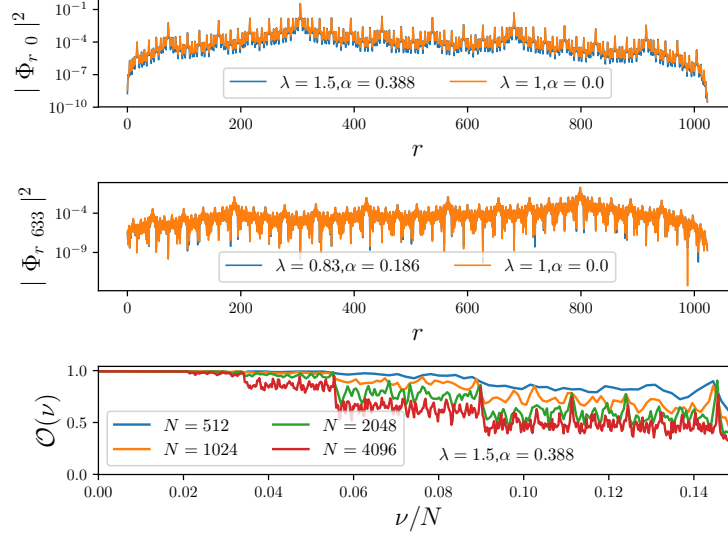 10⁻¹
10⁻⁴
10⁻⁷
10⁻¹⁰
| Φ_{r 0} |²
λ = 1.5,α = 0.388
λ = 1,α = 0.0
0 200 400 600 800 1000
r
10⁻⁴
10⁻⁹
| Φ_{r 633} |²
λ = 0.83,α = 0.186
λ = 1,α = 0.0
0 200 400 600 800 1000
r
1.0
0.5
0.0
𝒪(ν)
N = 512
N = 1024
N = 2048
N = 4096
λ = 1.5,α = 0.388
0.00 0.02 0.04 0.06 0.08 0.10 0.12 0.14
ν/N